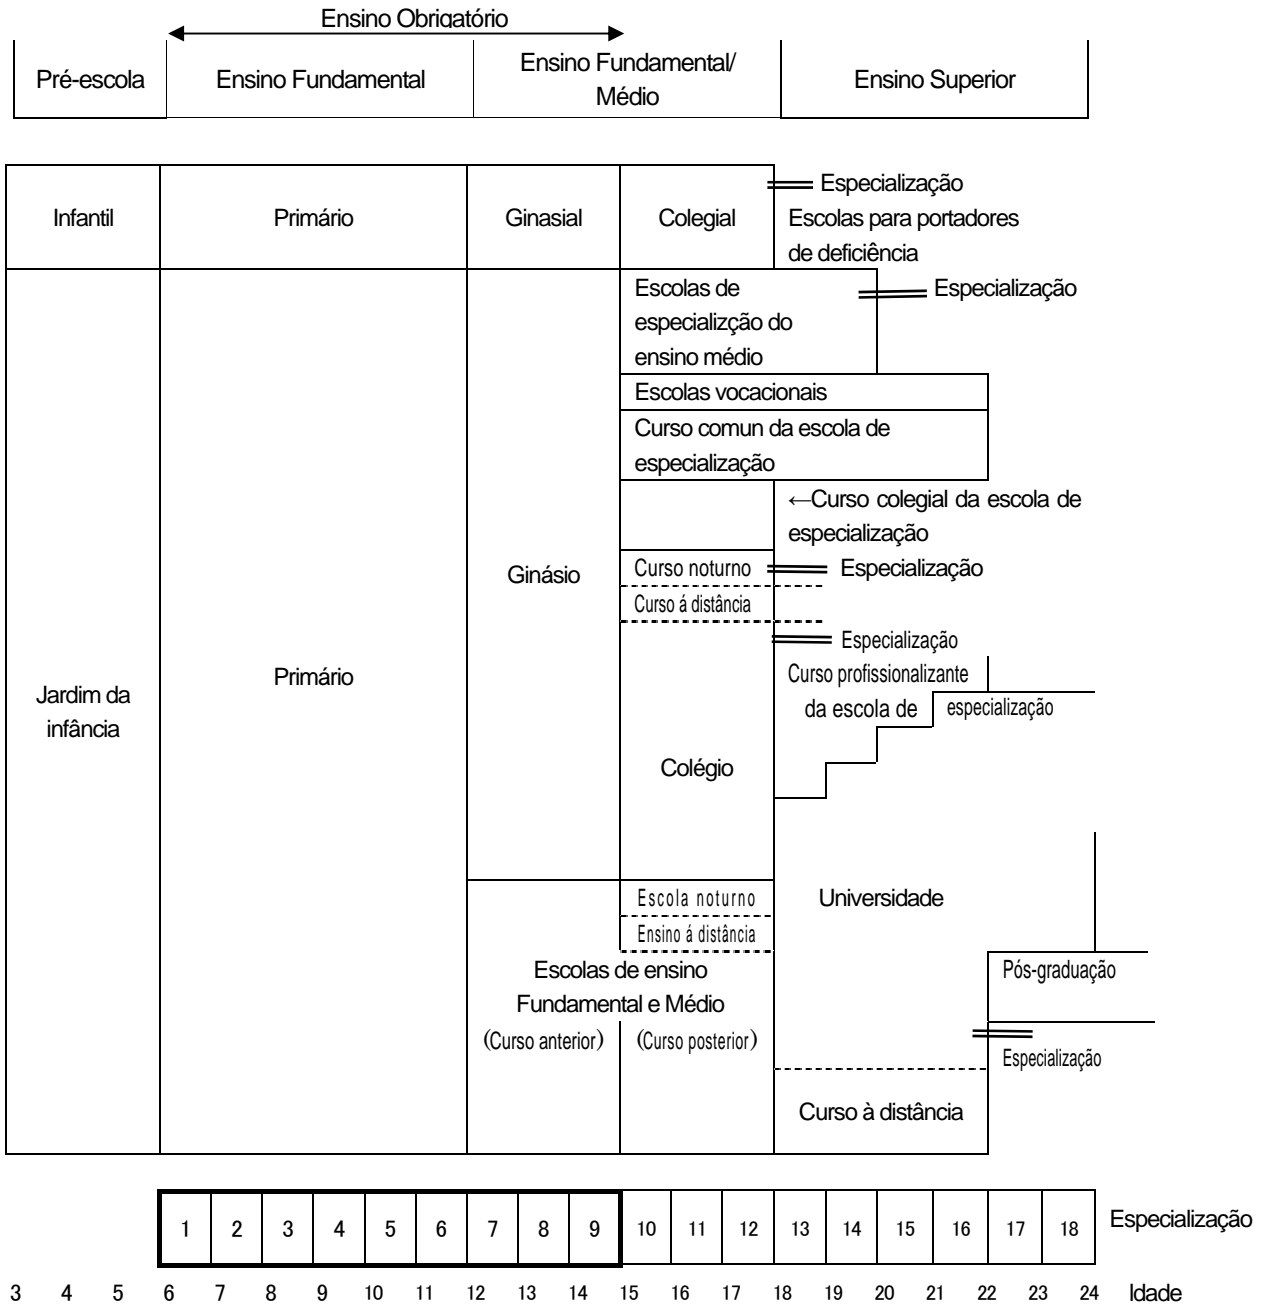 Ensino Obrigatório
Pré-escola
Ensino Fundamental
Ensino Fundamental/
Médio
Ensino Superior
Infantil
Primário
Ginasial
Colegial
Especialização
Escolas para portadores
de deficiência
Escolas de
especializção do
ensino médio
Especialização
Escolas vocacionais
Curso comun da escola de
especialização
←Curso colegial da escola de
especialização
Ginásio
Curso noturno
Especialização
Curso á distância
Especialização
Curso profissionalizante
da escola de especialização
Jardim da
infância
Primário
Colégio
Escola noturno
Ensino á distância
Universidade
Escolas de ensino
Fundamental e Médio
(Curso anterior)
(Curso posterior)
Pós-graduação
Especialização
Curso à distância
1 2 3 4 5 6 7 8 9 10 11 12 13 14 15 16 17 18 Especialização
3 4 5 6 7 8 9 10 11 12 13 14 15 16 17 18 19 20 21 22 23 24 Idade